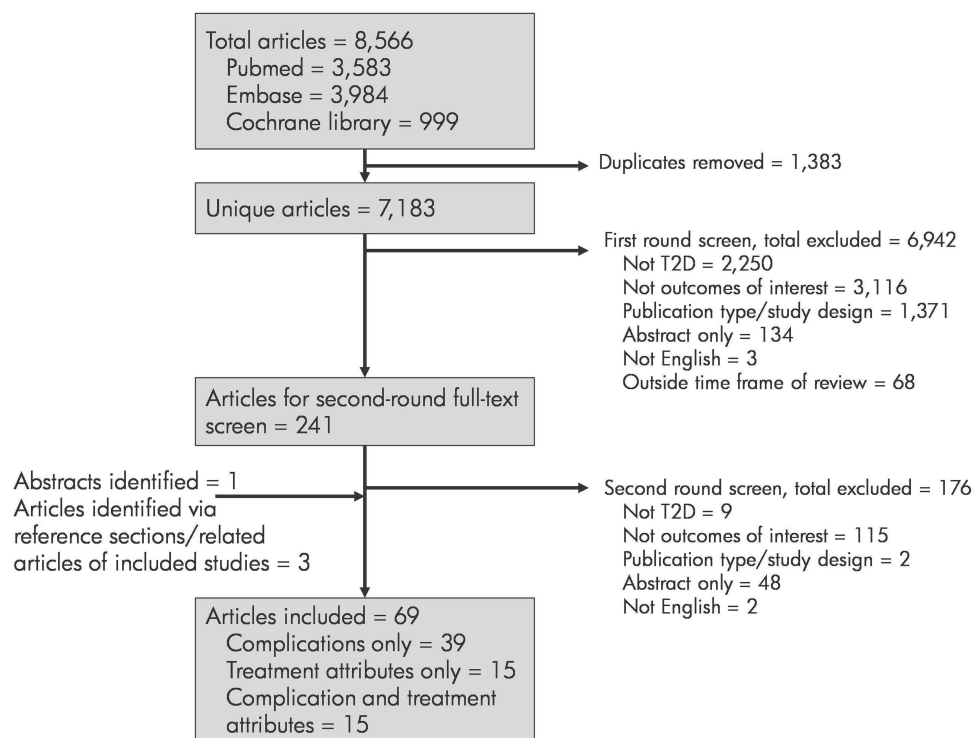 Total articles = 8,566
Pubmed = 3,583
Embase = 3,984
Cochrane library = 999
Duplicates removed = 1,383
Unique articles = 7,183
First round screen, total excluded = 6,942
Not T2D = 2,250
Not outcomes of interest = 3,116
Publication type/study design = 1,371
Abstract only = 134
Not English = 3
Outside time frame of review = 68
Articles for second-round full-text
screen = 241
Abstracts identified = 1
Articles identified via
reference sections/related
articles of included studies = 3
Second round screen, total excluded = 176
Not T2D = 9
Not outcomes of interest = 115
Publication type/study design = 2
Abstract only = 48
Not English = 2
Articles included = 69
Complications only = 39
Treatment attributes only = 15
Complication and treatment
attributes = 15